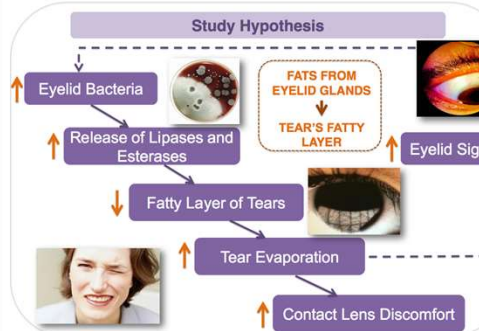 Study Hypothesis
Eyelid Bacteria
FATS FROM
EYELID GLANDS
TEAR'S FATTY
LAYER
Release of Lipases and
Esterases
Eyelid
Fatty Layer of Tears
Tear Evaporation
Contact Lens Discomfort